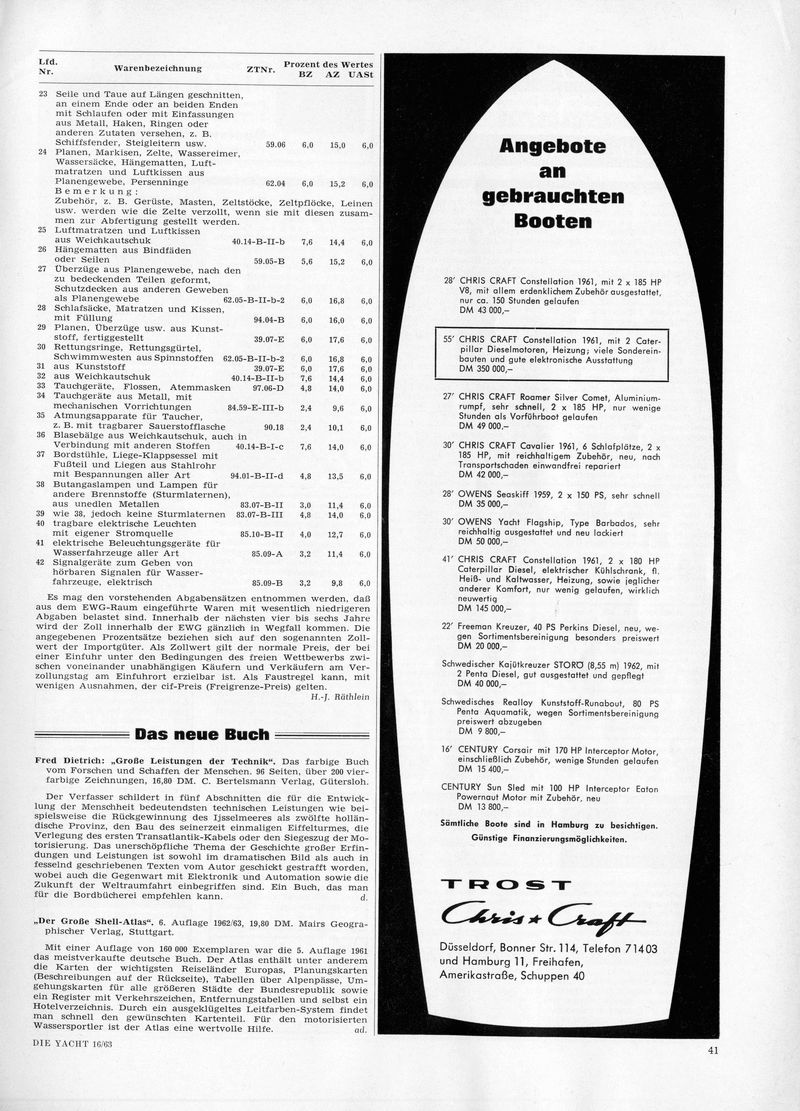 Lfd.
Nr. Warenbezeichnung ZTNr. Prozent des Wertes
BZ AZ UASt
23 Seile und Taue auf Längen geschnitten,
an einem Ende oder an beiden Enden
mit Schlaufen oder mit Einfassungen
aus Metall, Haken, Ringen oder
anderen Zutaten versehen, z. B.
Schiffsfender, Steigleitern usw. 59.06 6,0 15,0 6,0
24 Planen, Markisen, Zelte, Wassereimer,
Wassersäcke, Hängematten, Luft-
matratzen und Luftkissen aus
Planengewebe, Persenninge 62.04 6,0 15,2 6,0
Bemerkung:
Zubehör, z. B. Gerüste, Masten, Zeltstöcke, Zeltpflöcke, Leinen
usw. werden wie die Zelte verzollt, wenn sie mit diesen zusam-
men zur Abfertigung gestellt werden.
25 Luftmatratzen und Luftkissen
aus Weichkautschuk 40.14-B-II-b 7,6 14,4 6,0
26 Hängematten aus Bindfäden
oder Seilen 59.05-B 5,6 15,2 6,0
27 Überzüge aus Planengewebe, nach den
zu bedeckenden Teilen geformt,
Schutzdecken aus anderen Geweben
als Planengewebe 62.05-B-II-b-2 6,0 16,8 6,0
28 Schlafsäcke, Matratzen und Kissen,
mit Füllung 94.04-B 6,0 16,0 6,0
29 Planen, Überzüge usw. aus Kunst-
stoff, fertiggestellt 39.07-E 6,0 17,6 6,0
30 Rettungsringe, Rettungsgürtel,
Schwimmwesten aus Spinnstoffen 62.05-B-II-b-2 6,0 16,8 6,0
31 aus Kunststoff 39.07-E 6,0 17,6 6,0
32 aus Weichkautschuk 40.14-B-II-b 7,6 14,4 6,0
33 Tauchgeräte, Flossen, Atemmasken 97.06-D 4,8 14,0 6,0
34 Tauchgeräte aus Metall, mit
mechanischen Vorrichtungen 84.59-E-III-b 2,4 9,6 6,0
35 Atmungsapparate für Taucher,
z. B. mit tragbarer Sauerstofflasche 90.18 2,4 10,1 6,0
36 Blasebälge aus Weichkautschuk, auch in
Verbindung mit anderen Stoffen 40.14-B-I-c 7,6 14,0 6,0
37 Bordstühle, Liege-Klappsessel mit
Fußteil und Liegen aus Stahlrohr
mit Bespannungen aller Art 94.01-B-II-d 4,8 13,5 6,0
38 Butangaslampen und Lampen für
andere Brennstoffe (Sturmlaternen),
aus unedlen Metallen 83.07-B-II 3,0 11,4 6,0
39 wie 38, jedoch keine Sturmlaternen 83.07-B-III 4,8 14,0 6,0
40 tragbare elektrische Leuchten
mit eigener Stromquelle 85.10-B-II 4,0 12,7 6,0
41 elektrische Beleuchtungsgeräte für
Wasserfahrzeuge aller Art 85.09-A 3,2 11,4 6,0
42 Signalgeräte zum Geben von
hörbaren Signalen für Wasser-
fahrzeuge, elektrisch 85.09-B 3,2 9,8 6,0
Es mag den vorstehenden Abgabensätzen entnommen werden, daß
aus dem EWG-Raum eingeführte Waren mit wesentlich niedrigeren
Abgaben belastet sind. Innerhalb der nächsten vier bis sechs Jahre
wird der Zoll innerhalb der EWG gänzlich in Wegfall kommen. Die
angegebenen Prozentsätze beziehen sich auf den sogenannten Zoll-
wert der Importgüter. Als Zollwert gilt der normale Preis, der bei
einer Einfuhr unter den Bedingungen des freien Wettbewerbs zwi-
schen voneinander unabhängigen Käufern und Verkäufern am Ver-
zollungstag am Einfuhrort erzielbar ist. Als Faustregel kann, mit
wenigen Ausnahmen, der cif-Preis (Freigrenze-Preis) gelten.
H.-J. Räthlein
Das neue Buch
Fred Dietrich: „Große Leistungen der Technik“. Das farbige Buch
vom Forschen und Schaffen der Menschen. 96 Seiten, über 200 vier-
farbige Zeichnungen, 16,80 DM. C. Bertelsmann Verlag, Gütersloh.
Der Verfasser schildert in fünf Abschnitten die für die Entwick-
lung der Menschheit bedeutendsten technischen Leistungen wie bei-
spielsweise die Rückgewinnung des Ijsselmeeres als zwölfte hollän-
dische Provinz, den Bau des seinerzeit einmaligen Eiffelturmes, die
Verlegung des ersten Transatlantik-Kabels oder den Siegeszug der Mo-
torisierung. Das unerschöpfliche Thema der Geschichte großer Erfin-
dungen und Leistungen ist sowohl im dramatischen Bild als auch in
fesselnd geschriebenen Texten vom Autor geschickt gestrafft worden,
wobei auch die Gegenwart mit Elektronik und Automation sowie die
Zukunft der Weltraumfahrt einbegriffen sind. Ein Buch, das man
für die Bordbücherei empfehlen kann. d.
„Der Große Shell-Atlas“. 6. Auflage 1962/63, 19,80 DM. Mairs Geogra-
phischer Verlag, Stuttgart.
Mit einer Auflage von 160 000 Exemplaren war die 5. Auflage 1961
das meistverkaufte deutsche Buch. Der Atlas enthält unter anderem
die Karten der wichtigsten Reiseländer Europas, Planungskarten
(Beschreibungen auf der Rückseite), Tabellen über Alpenpässe, Um-
gehungskarten für alle größeren Städte der Bundesrepublik sowie
ein Register mit Verkehrszeichen, Entfernungstabellen und selbst ein
Hotelverzeichnis. Durch ein ausgeklügeltes Leitfarben-System findet
man schnell den gewünschten Kartenteil. Für den motorisierten
Wassersportler ist der Atlas eine wertvolle Hilfe. ad.
DIE YACHT 16/63
Angebote
an
gebrauchten
Booten
28′ CHRIS CRAFT Constellation 1961, mit 2 x 185 HP
V8, mit allem erdenklichem Zubehör ausgestattet,
nur ca. 150 Stunden gelaufen
DM 43 000,–
55′ CHRIS CRAFT Constellation 1961, mit 2 Cater-
pillar Dieselmotoren, Heizung; viele Sonderein-
bauten und gute elektronische Ausstattung
DM 350 000,–
27′ CHRIS CRAFT Roamer Silver Comet, Aluminium-
rumpf, sehr schnell, 2 x 185 HP, nur wenige
Stunden als Vorführboot gelaufen
DM 49 000,–
30′ CHRIS CRAFT Cavalier 1961, 6 Schlafplätze, 2 x
185 HP, mit reichhaltigem Zubehör, neu, nach
Transportschaden einwandfrei repariert
DM 42 000,–
28′ OWENS Seaskiff 1959, 2 x 150 PS, sehr schnell
DM 35 000,–
30′ OWENS Yacht Flagship, Type Barbados, sehr
reichhaltig ausgestattet und neu lackiert
DM 50 000,–
41′ CHRIS CRAFT Constellation 1961, 2 x 180 HP
Caterpillar Diesel, elektrischer Kühlschrank, fl.
Heiß- und Kaltwasser, Heizung, sowie jeglicher
anderer Komfort, nur wenig gelaufen, wirklich
neuwertig
DM 145 000,–
22′ Freeman Kreuzer, 40 PS Perkins Diesel, neu, we-
gen Sortimentsbereinigung besonders preiswert
DM 20 000,–
Schwedischer Kajütkreuzer STORÖ (8,55 m) 1962, mit
2 Penta Diesel, gut ausgestattet und gepflegt
DM 40 000,–
Schwedisches Realloy Kunststoff-Runabout, 80 PS
Penta Aquamatik, wegen Sortimentsbereinigung
preiswert abzugeben
DM 9 800,–
16′ CENTURY Corsair mit 170 HP Interceptor Motor,
einschließlich Zubehör, wenige Stunden gelaufen
DM 15 400,–
CENTURY Sun Sled mit 100 HP Interceptor Eaton
Powernaut Motor mit Zubehör, neu
DM 13 800,–
Sämtliche Boote sind in Hamburg zu besichtigen.
Günstige Finanzierungsmöglichkeiten.
TROST
Chris ★ Craft
Düsseldorf, Bonner Str. 114, Telefon 71403
und Hamburg 11, Freihafen,
Amerikastraße, Schuppen 40
41